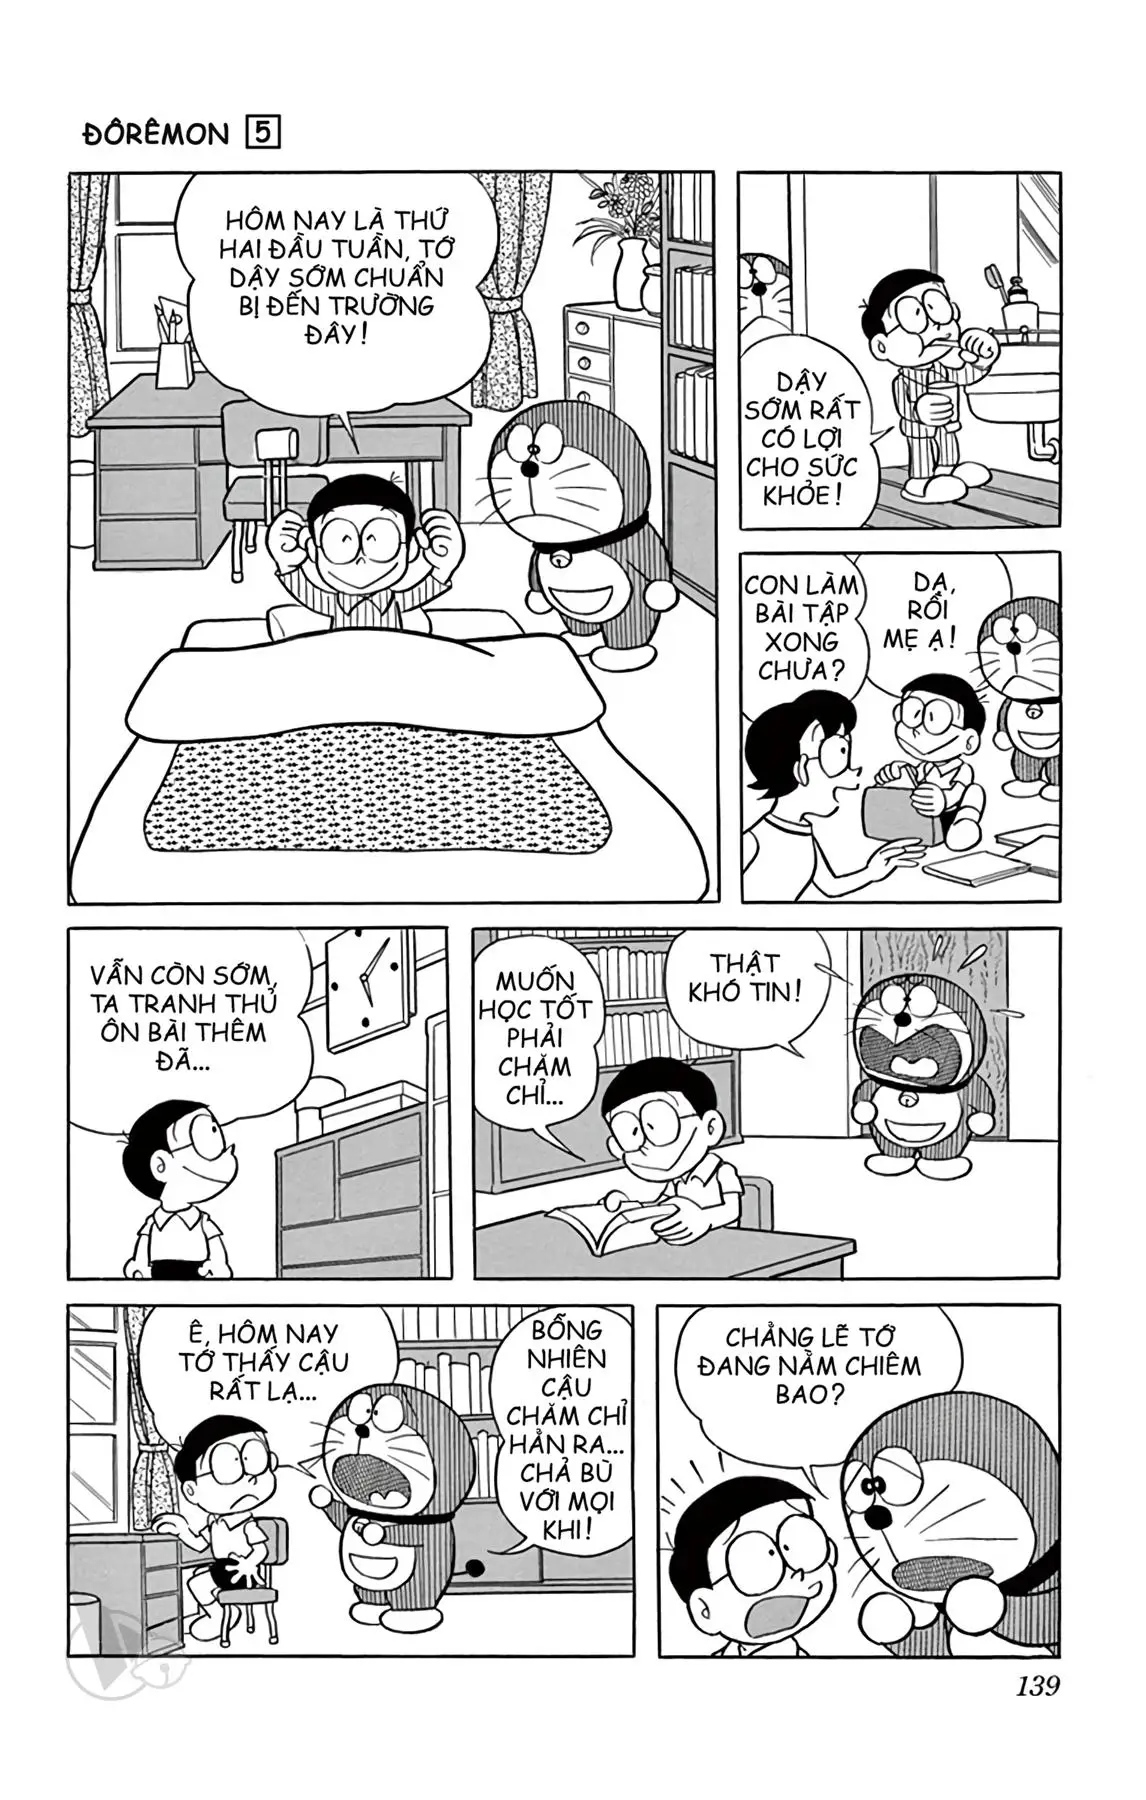 ĐÔRÊMON 5
HÔM NAY LÀ THỨ
HAI ĐẦU TUẦN, TỚ
DẬY SỚM CHUẨN
BỊ ĐẾN TRƯỜNG
ĐÂY!
DẬY
SỚM RẤT
CÓ LỢI
CHO SỨC
KHỎE!
CON LÀM
BÀI TẬP
XONG
CHƯA?
DẠ,
RỒI
MẸ Ạ!
VẪN CÒN SỚM,
TA TRANH THỦ
ÔN BÀI THÊM
ĐÃ...
MUỐN
HỌC TỐT
PHẢI
CHĂM
CHỈ...
THẬT
KHÓ TIN!
Ê, HÔM NAY
TỚ THẤY CẬU
RẤT LẠ...
BỖNG
NHIÊN
CẬU
CHĂM CHỈ
HẲN RA...
CHẢ BÙ
VỚI MỌI
KHI!
CHẲNG LẼ TỚ
ĐANG NẰM CHIÊM
BAO?
139